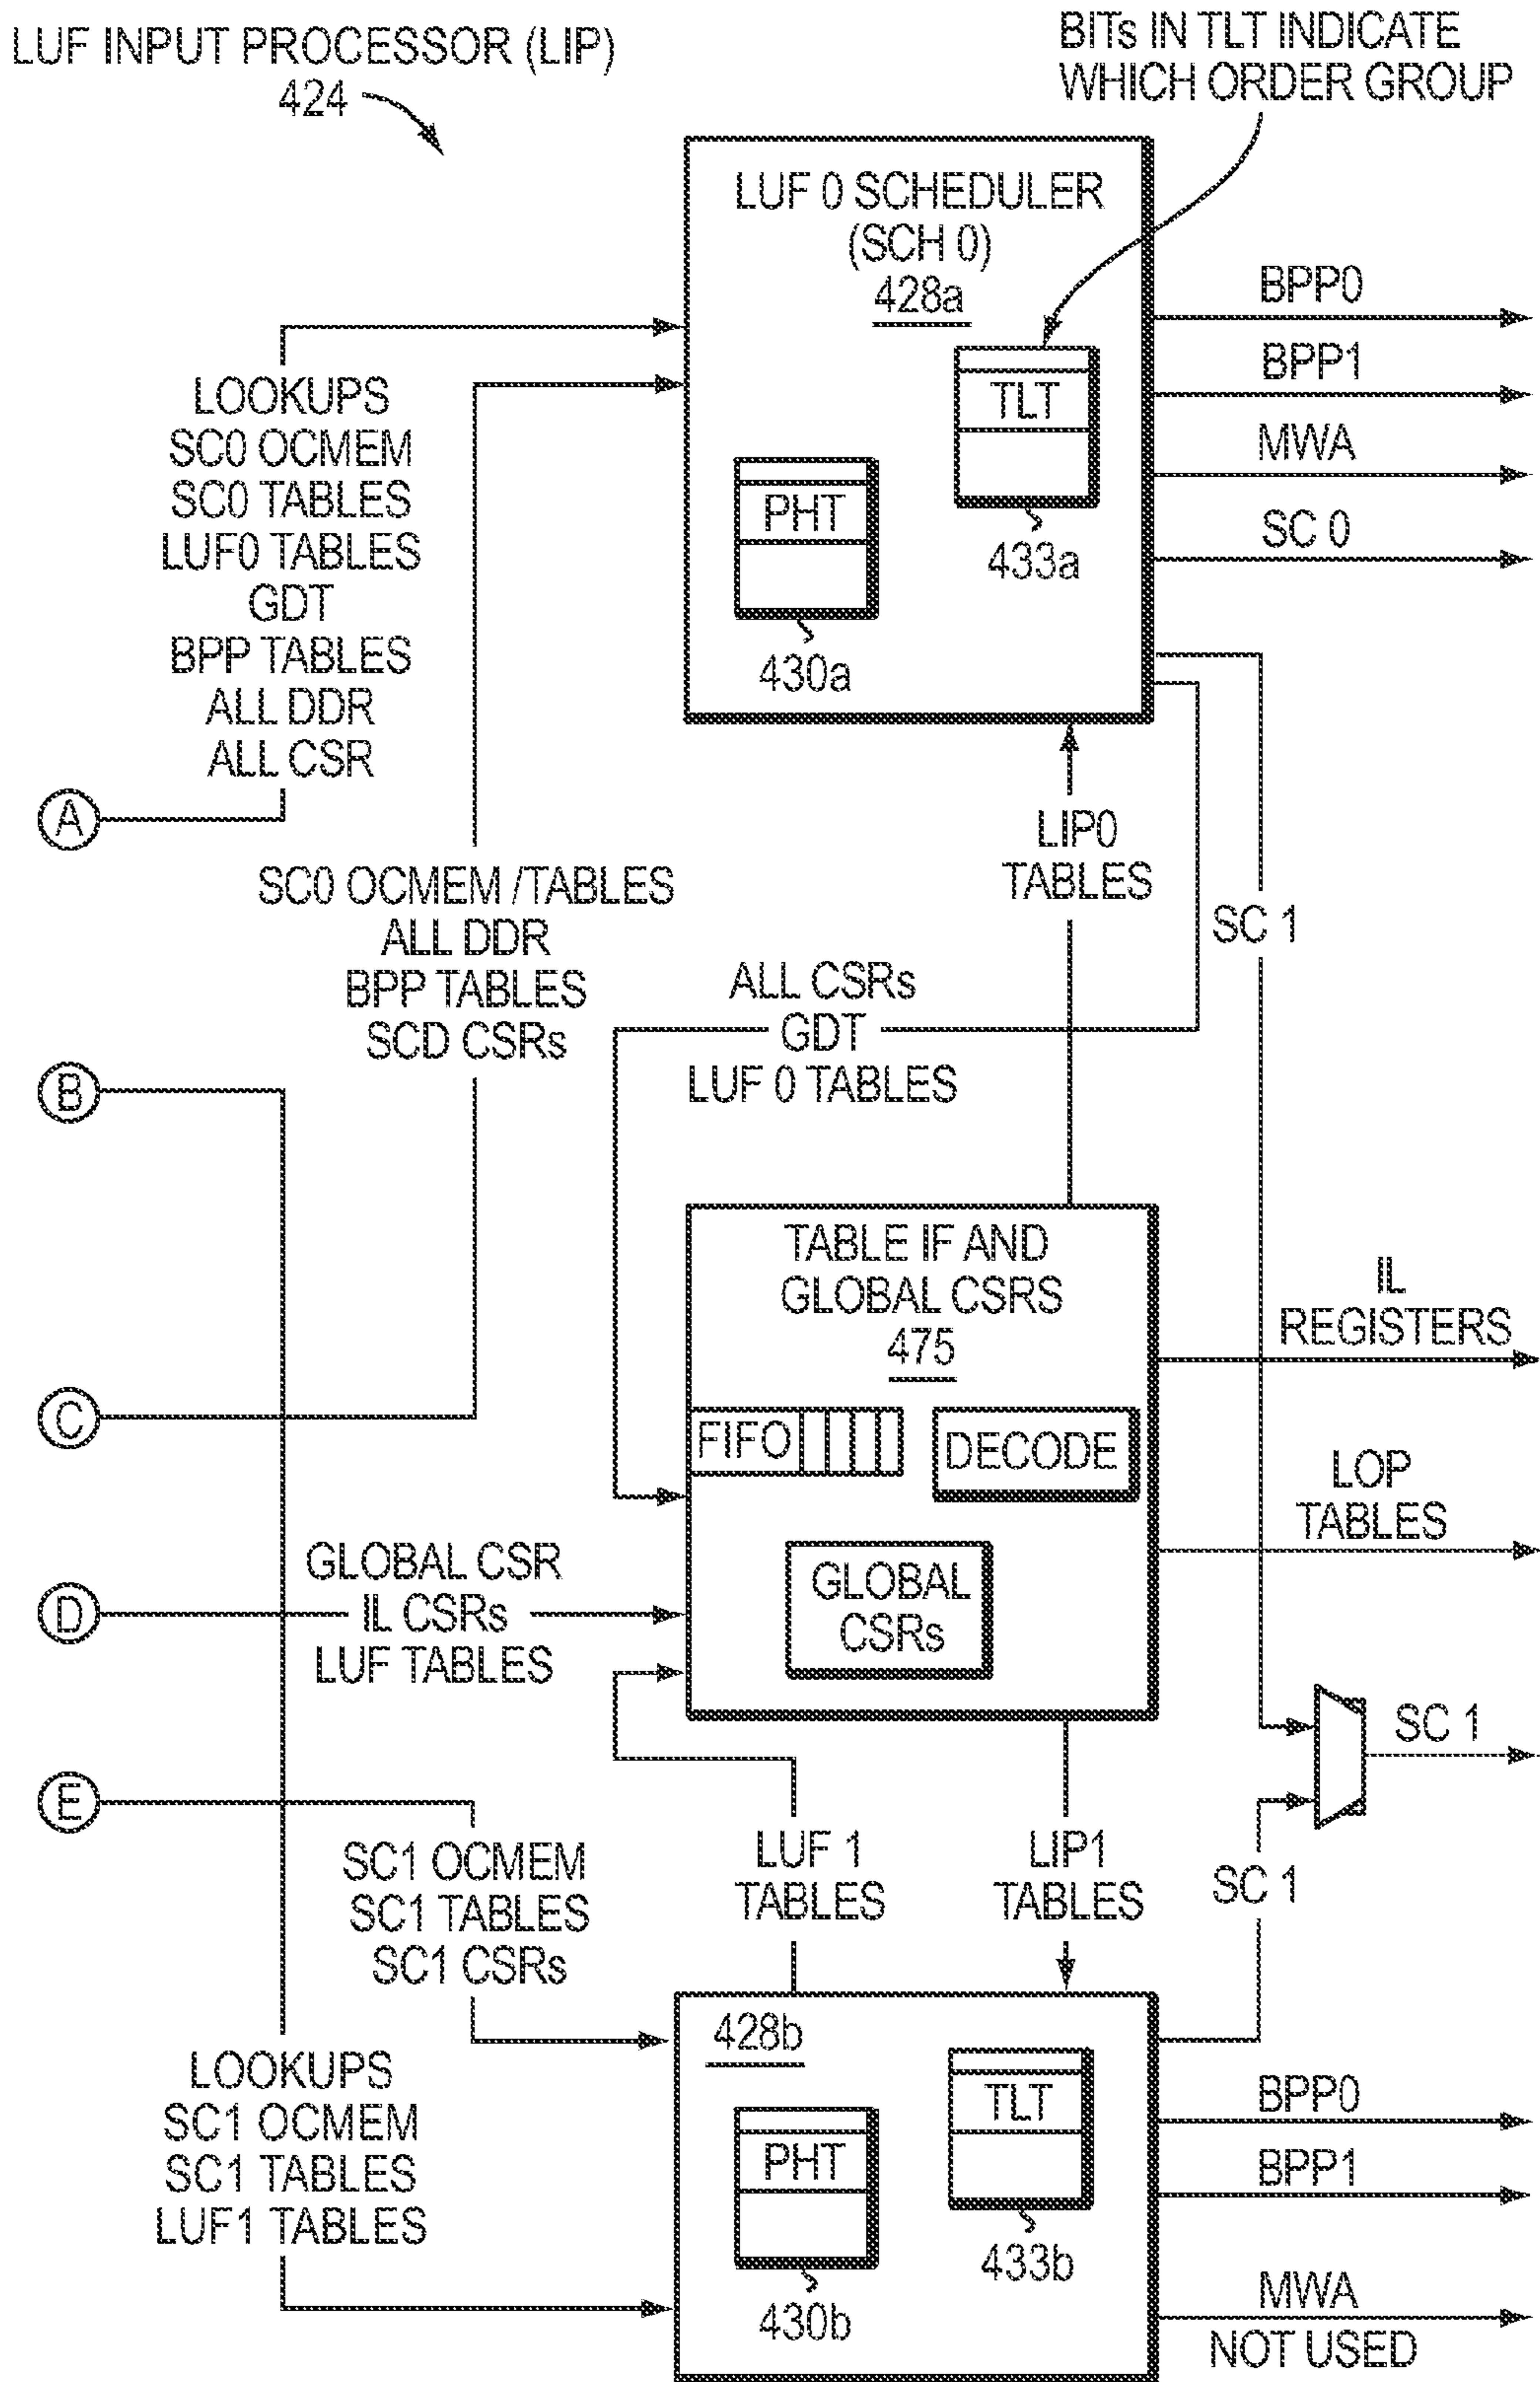 LUF INPUT PROCESSOR (LIP)
424
BITs IN TLT INDICATE
WHICH ORDER GROUP
LUF 0 SCHEDULER
(SCH 0)
428a
TLT
433a
PHT
430a
BPP0
BPP1
MWA
SC 0
LOOKUPS
SC0 OCMEM
SC0 TABLES
LUF0 TABLES
GDT
BPP TABLES
ALL DDR
ALL CSR
A
SC0 OCMEM /TABLES
ALL DDR
BPP TABLES
SCD CSRs
LIP0
TABLES
SC 1
ALL CSRs
GDT
LUF 0 TABLES
B
TABLE IF AND
GLOBAL CSRS
475
FIFO
DECODE
GLOBAL
CSRs
IL
REGISTERS
LOP
TABLES
C
GLOBAL CSR
D
IL CSRs
LUF TABLES
SC 1
E
SC1 OCMEM
SC1 TABLES
SC1 CSRs
LUF 1
TABLES
LIP1
TABLES
SC 1
428b
TLT
433b
PHT
430b
LOOKUPS
SC1 OCMEM
SC1 TABLES
LUF1 TABLES
BPP0
BPP1
MWA
NOT USED